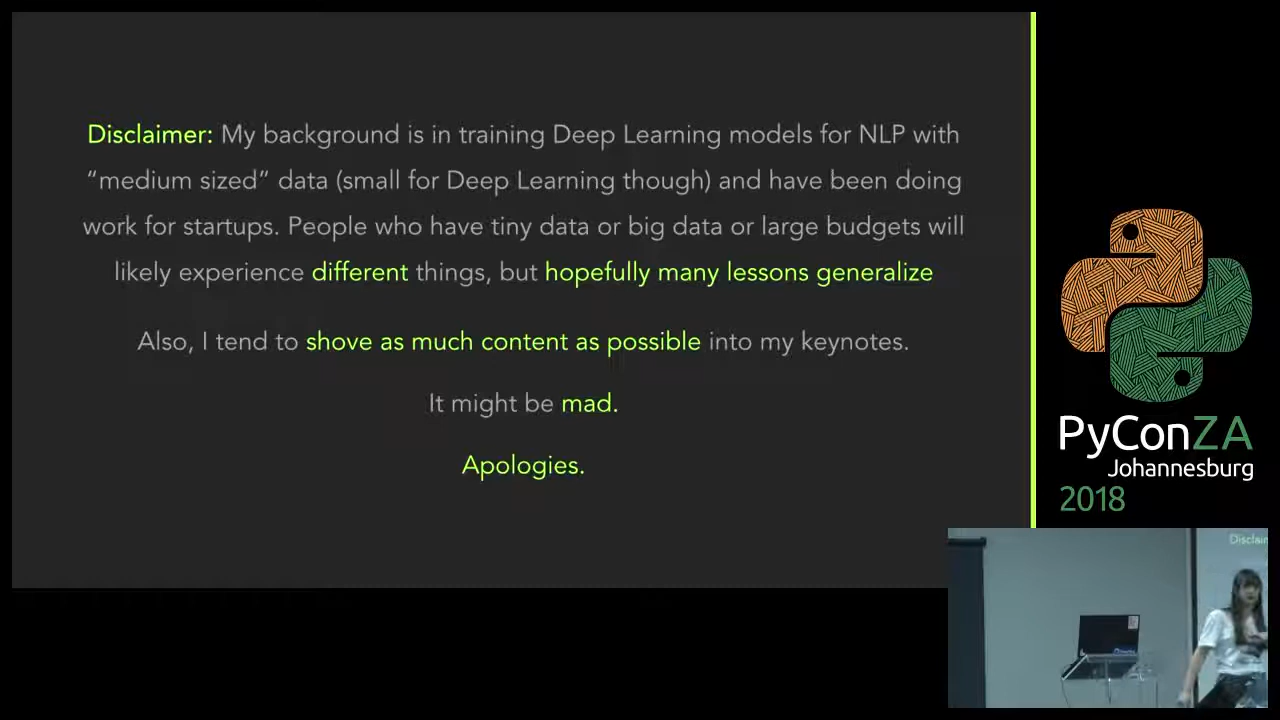 Disclaimer: My background is in training Deep Learning models for NLP with
“medium sized” data (small for Deep Learning though) and have been doing
work for startups. People who have tiny data or big data or large budgets will
likely experience different things, but hopefully many lessons generalize
Also, I tend to shove as much content as possible into my keynotes.
It might be mad.
Apologies.
PyConZA
Johannesburg
2018
Disclaim